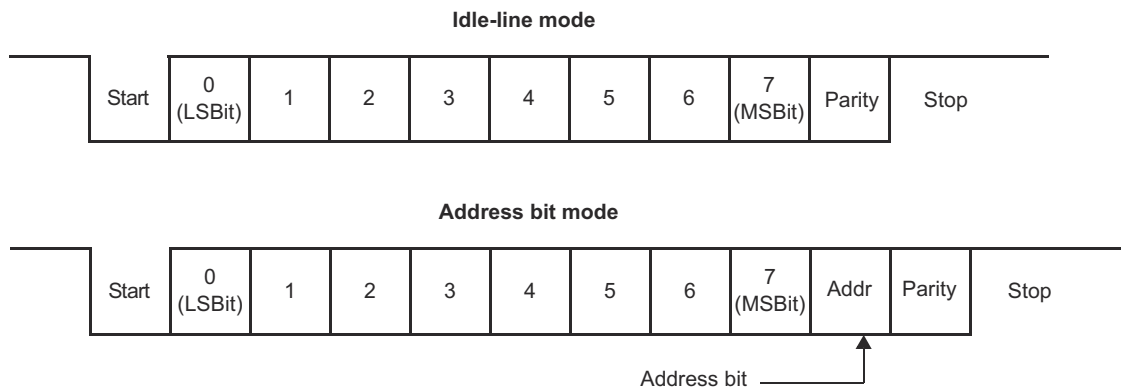 Idle-line mode
Start 0 (LSBit) 1 2 3 4 5 6 7 (MSBit) Parity Stop
Address bit mode
Start 0 (LSBit) 1 2 3 4 5 6 7 (MSBit) Addr Parity Stop
Address bit